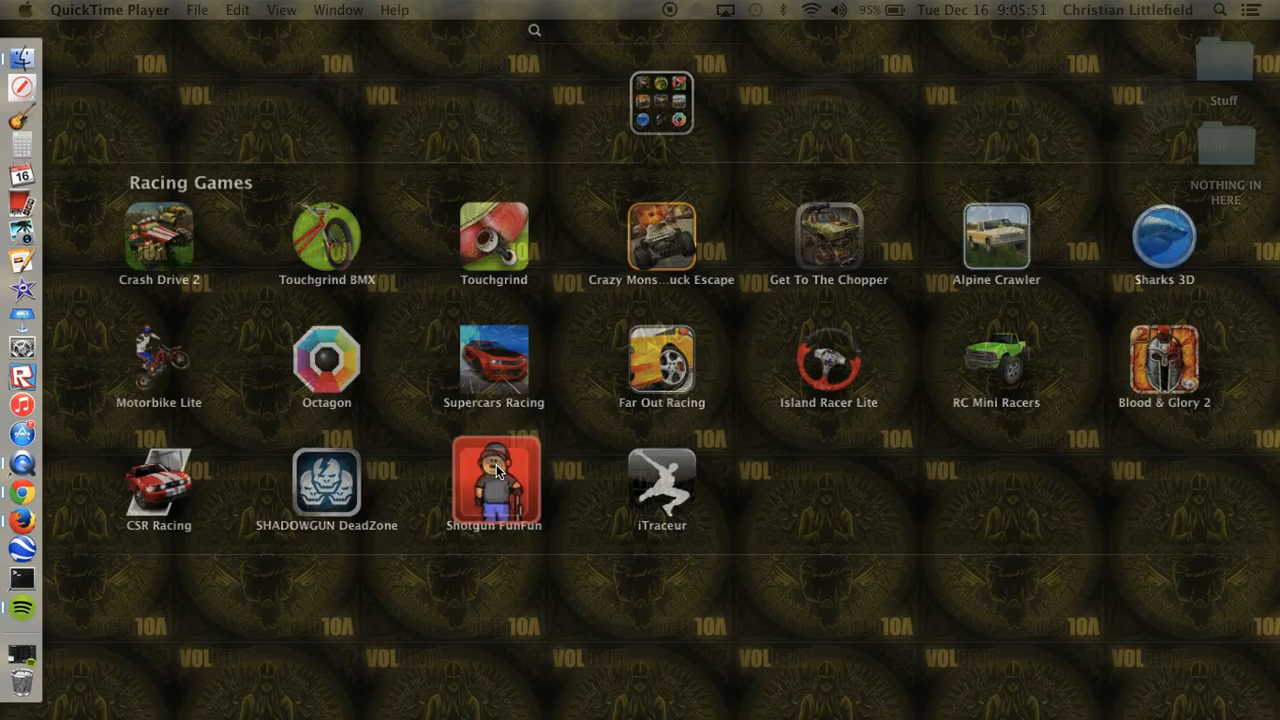 QuickTime Player File Edit View Window Help 95% Tue Dec 16 9:05:51 Christian Littlefield
Stuff
NOTHING IN
HERE
Racing Games
Crash Drive 2 Touchgrind BMX Touchgrind Crazy Mons...uck Escape Get To The Chopper Alpine Crawler Sharks 3D
Motorbike Lite Octagon Supercars Racing Far Out Racing Island Racer Lite RC Mini Racers Blood & Glory 2
CSR Racing SHADOWGUN DeadZone Shotgun FunFun iTraceur
16